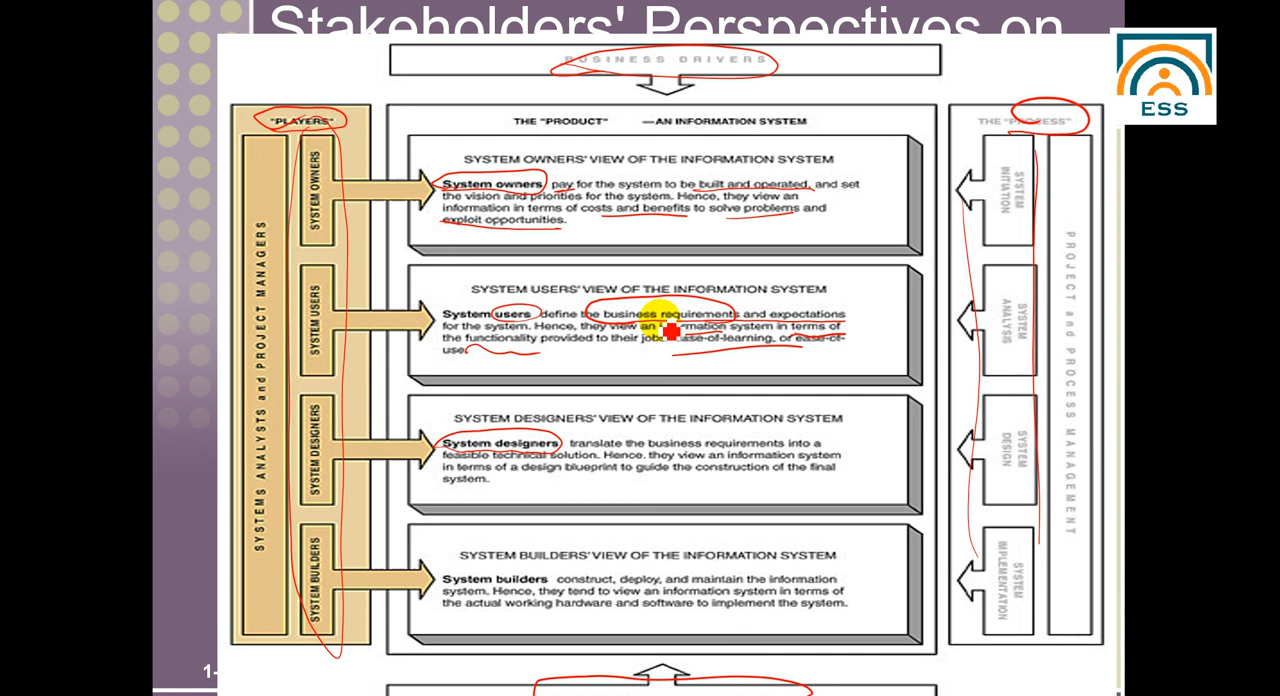 Stakeholders' Perspectives on
BUSINESS DRIVERS
ESS
"PLAYERS"
THE "PRODUCT" —AN INFORMATION SYSTEM
THE "PROCESS"
SYSTEMS ANALYSTS and PROJECT MANAGERS
SYSTEM OWNERS
SYSTEM OWNERS' VIEW OF THE INFORMATION SYSTEM
System owners pay for the system to be built and operated, and set
the vision and priorities for the system. Hence, they view an
information in terms of costs and benefits to solve problems and
exploit opportunities.
SYSTEM
INITIATION
SYSTEM USERS
SYSTEM USERS' VIEW OF THE INFORMATION SYSTEM
System users define the business requirements and expectations
for the system. Hence, they view an information system in terms of
the functionality provided to their jobs, ease-of-learning, or ease-of-
use.
SYSTEM
ANALYSIS
SYSTEM DESIGNERS
SYSTEM DESIGNERS' VIEW OF THE INFORMATION SYSTEM
System designers translate the business requirements into a
feasible technical solution. Hence. they view an information system
in terms of a design blueprint to guide the construction of the final
system.
SYSTEM
DESIGN
SYSTEM BUILDERS
SYSTEM BUILDERS' VIEW OF THE INFORMATION SYSTEM
System builders construct, deploy, and maintain the information
system. Hence, they tend to view an information system in terms of
the actual working hardware and software to implement the system.
SYSTEM
IMPLEMENTATION
PROJECT and PROCESS MANAGEMENT
1-